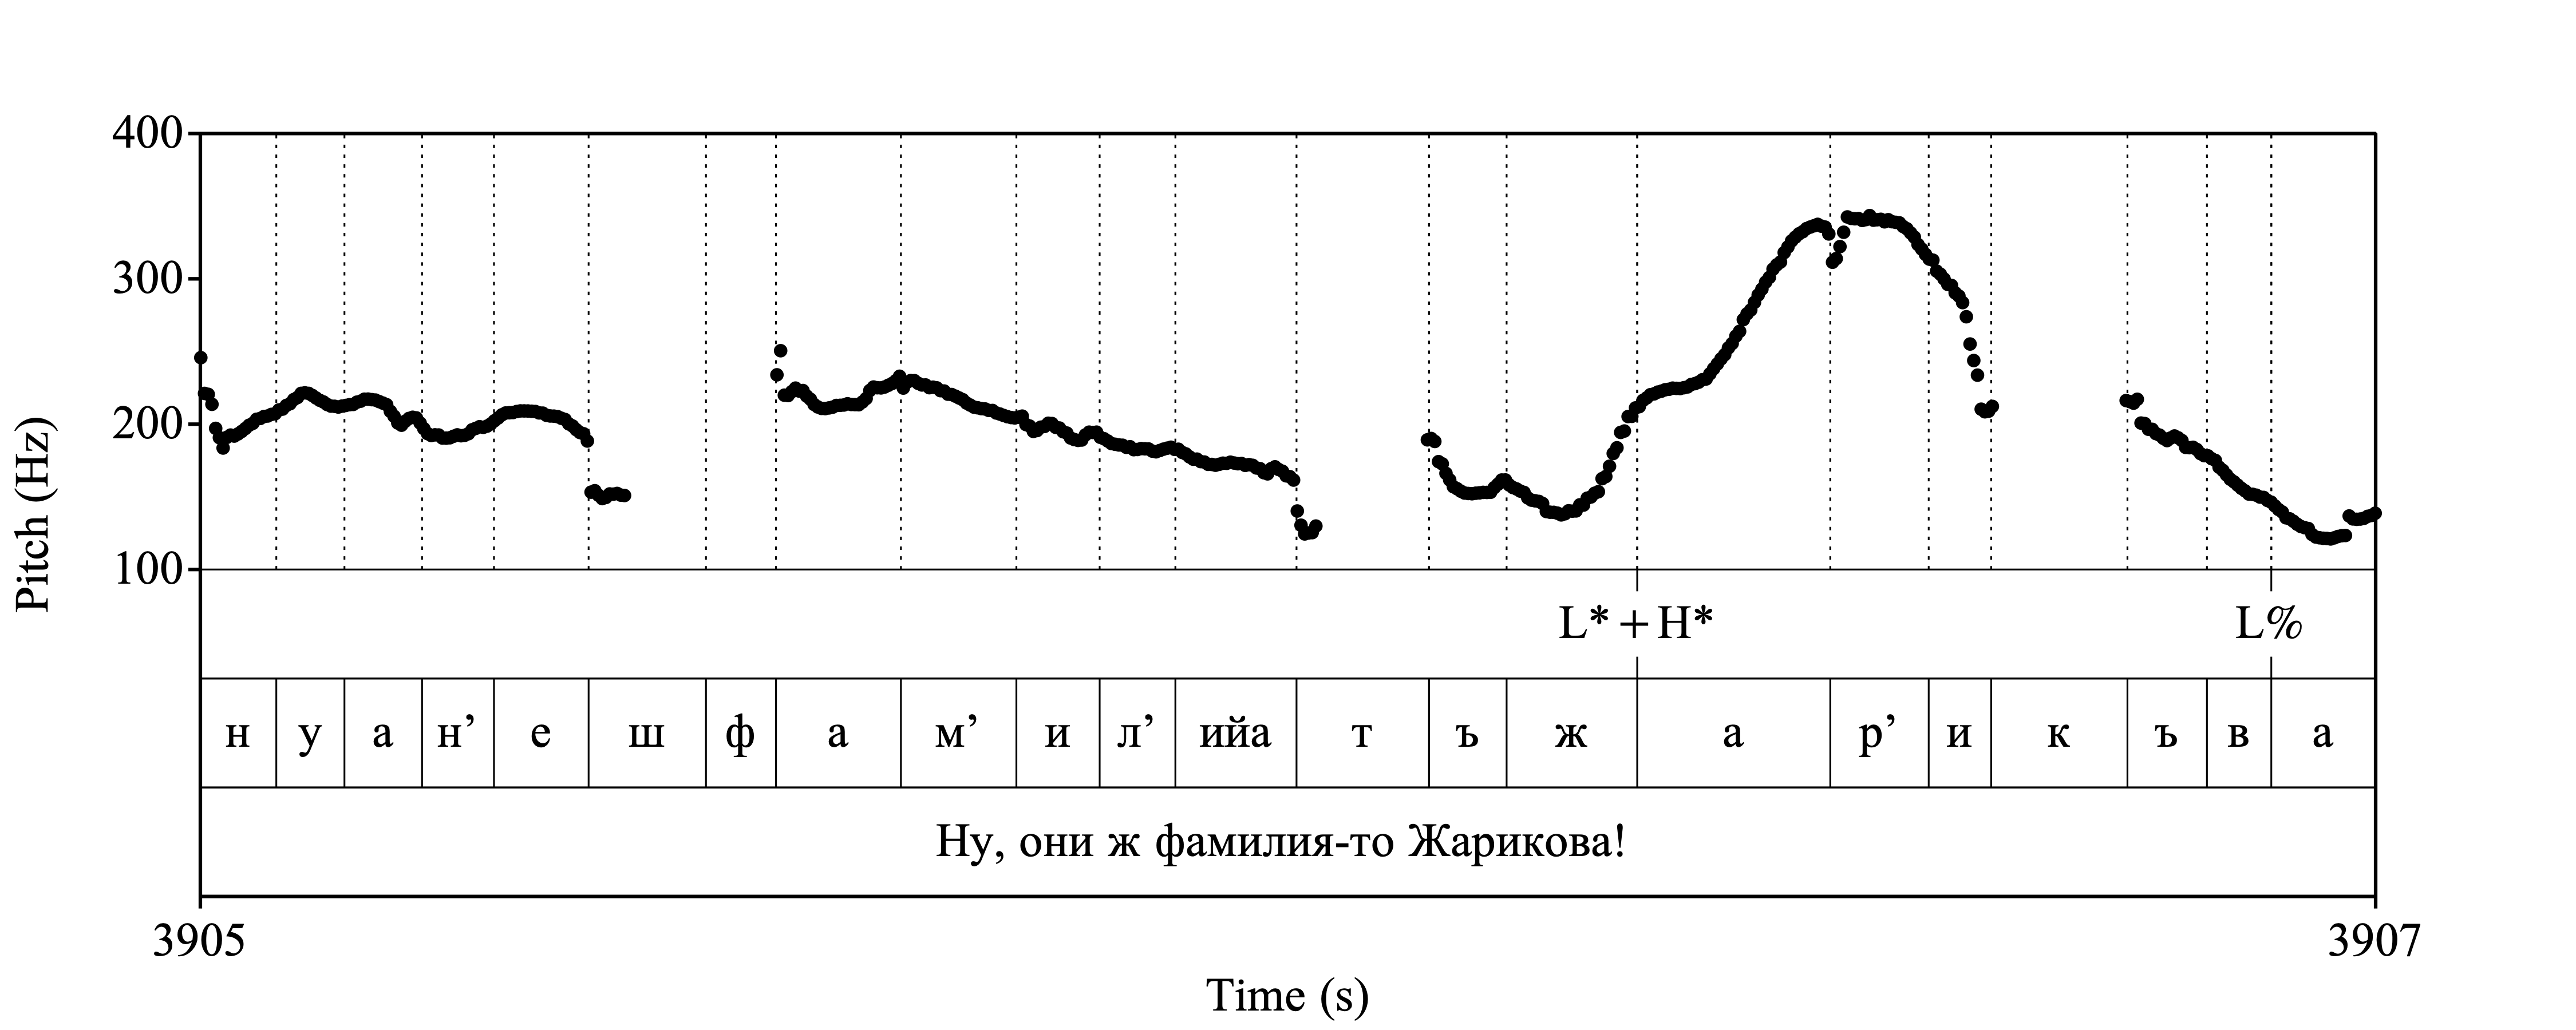 400
300
200
100
Pitch (Hz)
L*+H* L%
н у а н’ е ш ф а м’ и л’ ийа т ъ ж а р’ и к ъ в а
Ну, они ж фамилия-то Жарикова!
3905 3907
Time (s)